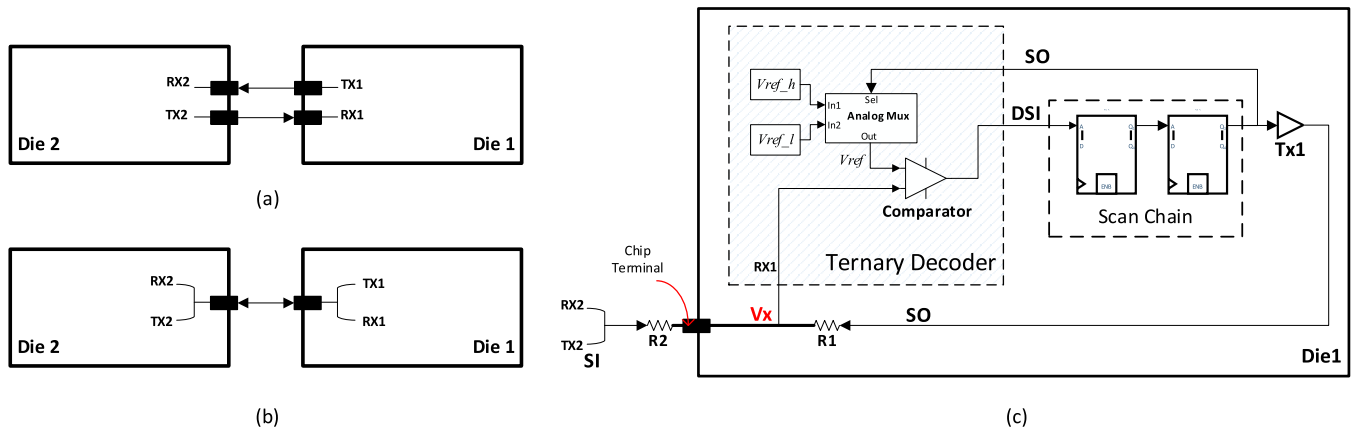 RX2
TX1
TX2
RX1
Die 2
Die 1
(a)
RX2
TX1
TX2
RX1
Die 2
Die 1
(b)
SO
Vref_h
Sel
In1
Analog Mux
In2
Vref_l
Out
Vref
DSI
A
Q
A
Q
D
D
ENB
ENB
Tx1
Comparator
Scan Chain
Chip
Terminal
RX1
Ternary Decoder
RX2
Vx
SO
TX2
SI
R2
R1
Die1
(c)